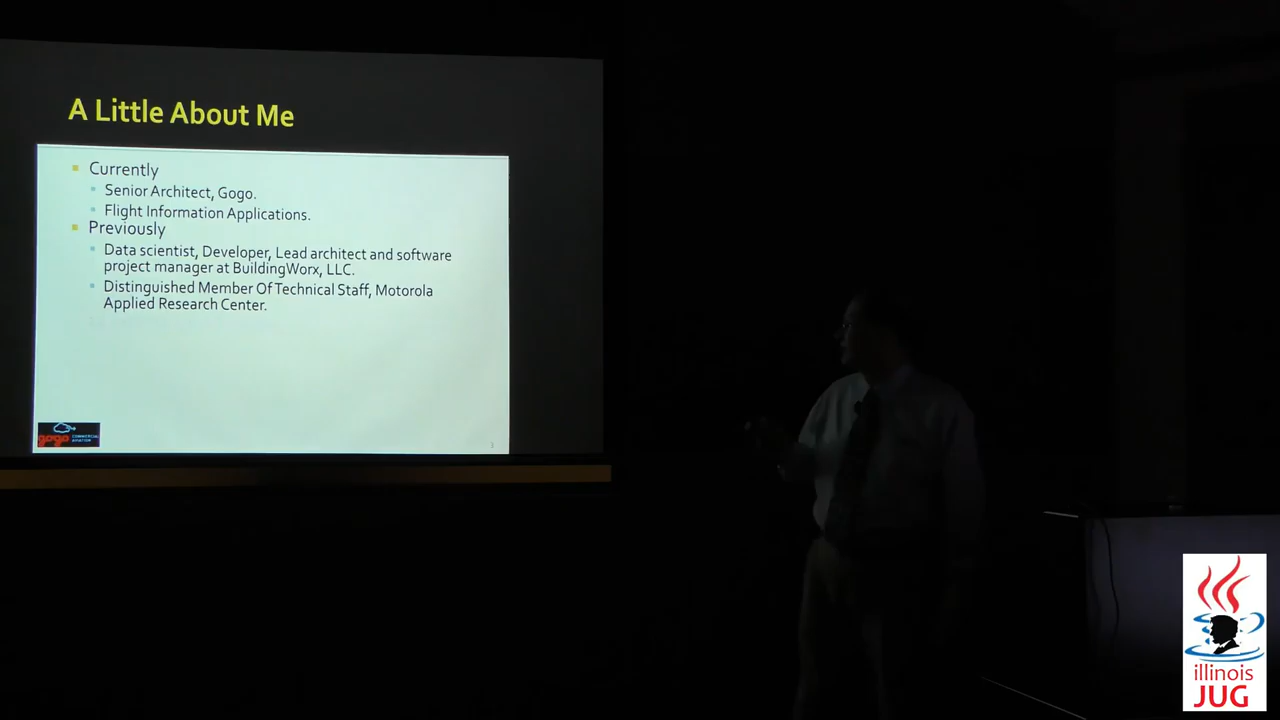 A Little About Me
Currently
Senior Architect, Gogo.
Flight Information Applications.
Previously
Data scientist, Developer, Lead architect and software
project manager at BuildingWorx, LLC.
Distinguished Member Of Technical Staff, Motorola
Applied Research Center.
gogo
3
illinois
JUG